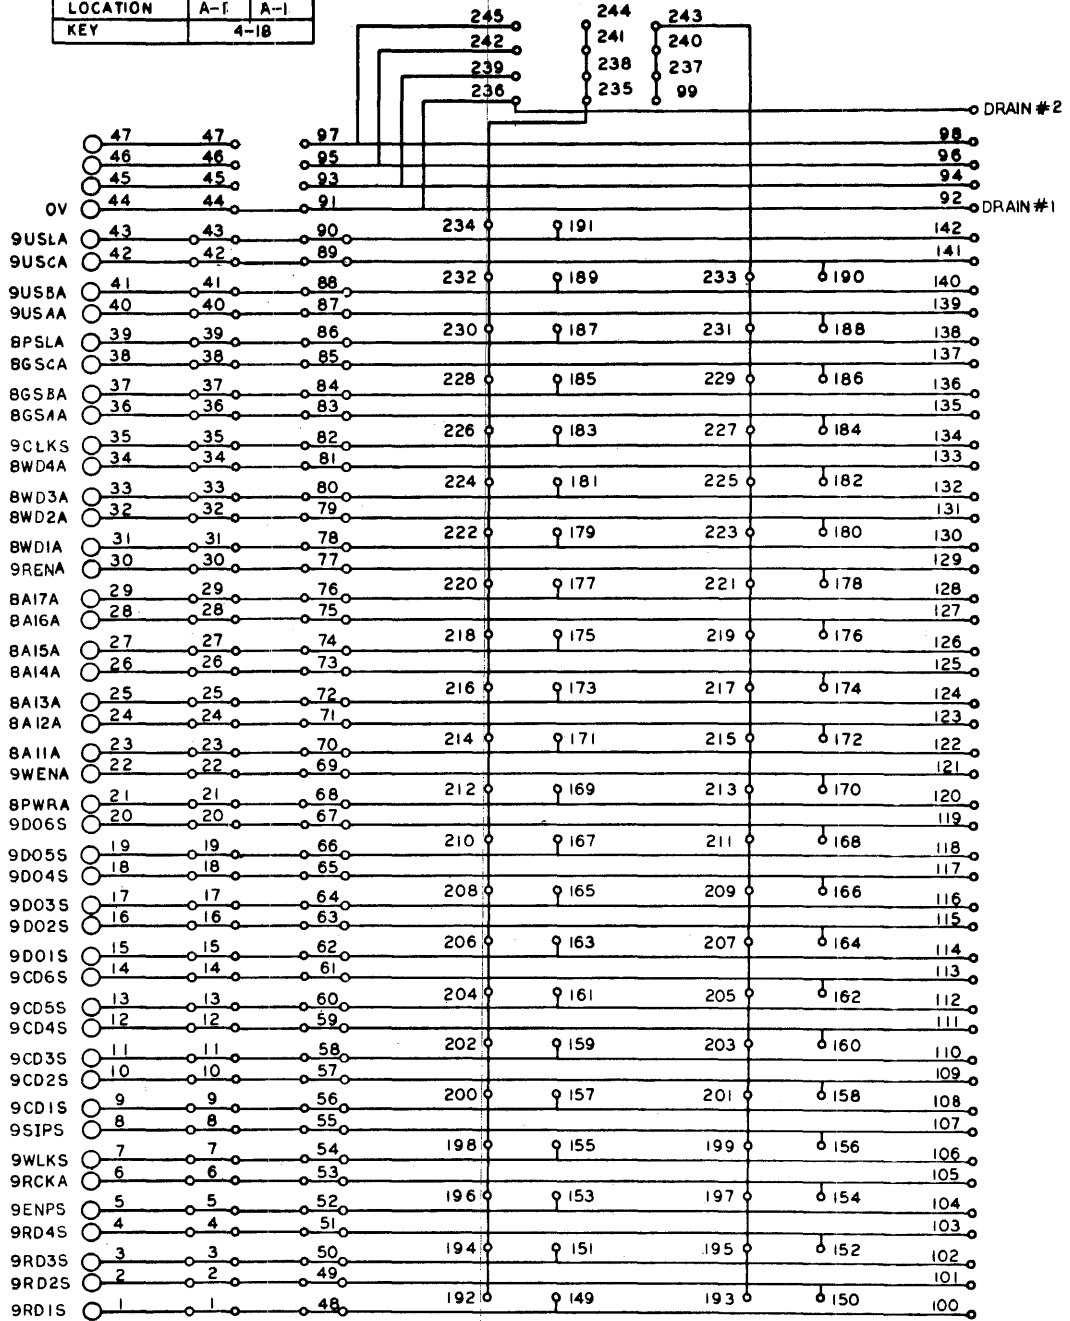 LOCATION A-1 A-1
KEY 4-18
245 244 243
242 241 240
239 238 237
236 235 99
DRAIN #2
47 47 97 98
46 46 95 96
45 45 93 94
0V 44 44 91 92 DRAIN #1
9USLA 43 43 90 234 191 142
9USCA 42 42 89 141
9USBA 41 41 88 232 189 233 190 140
9USAA 40 40 87 139
8PSLA 39 39 86 230 187 231 188 138
8GSCA 38 38 85 137
8GSBA 37 37 84 228 185 229 186 136
8GSAA 36 36 83 135
9CLKS 35 35 82 226 183 227 184 134
8WD4A 34 34 81 133
8WD3A 33 33 80 224 181 225 182 132
8WD2A 32 32 79 131
8WD1A 31 31 78 222 179 223 180 130
9RENA 30 30 77 129
8A17A 29 29 76 220 177 221 178 128
8A16A 28 28 75 127
8A15A 27 27 74 218 175 219 176 126
8A14A 26 26 73 125
8A13A 25 25 72 216 173 217 174 124
8A12A 24 24 71 123
8A11A 23 23 70 214 171 215 172 122
9WENA 22 22 69 121
8PWRA 21 21 68 212 169 213 170 120
9DO6S 20 20 67 119
9DO5S 19 19 66 210 167 211 168 118
9DO4S 18 18 65 117
9DO3S 17 17 64 208 165 209 166 116
9DO2S 16 16 63 115
9DO1S 15 15 62 206 163 207 164 114
9CD6S 14 14 61 113
9CD5S 13 13 60 204 161 205 162 112
9CD4S 12 12 59 111
9CD3S 11 11 58 202 159 203 160 110
9CD2S 10 10 57 109
9CD1S 9 9 56 200 157 201 158 108
9SIPS 8 8 55 107
9WLKS 7 7 54 198 155 199 156 106
9RCKA 6 6 53 105
9ENPS 5 5 52 196 153 197 154 104
9RD4S 4 4 51 103
9RD3S 3 3 50 194 151 195 152 102
9RD2S 2 2 49 101
9RD1S 1 1 48 192 149 193 150 100